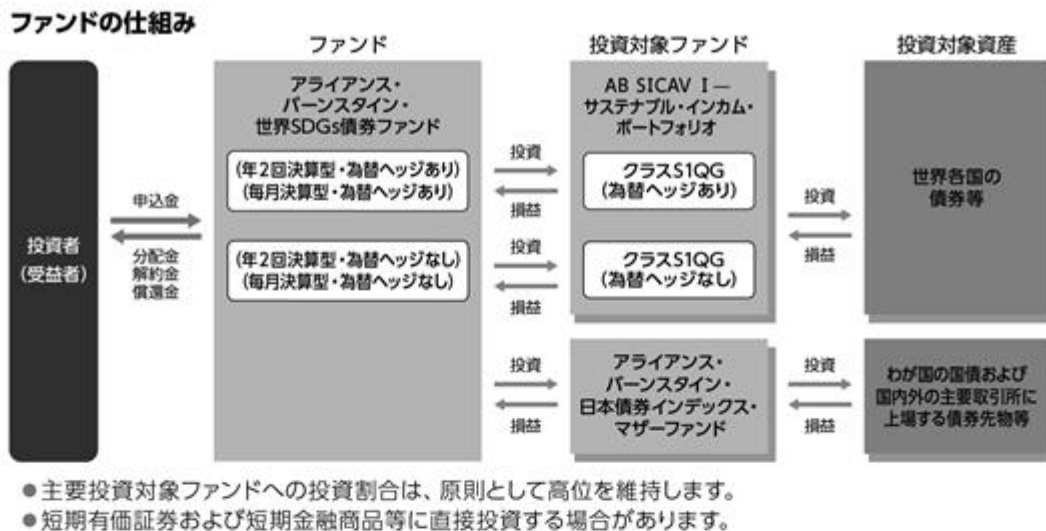 ファンドの仕組み
ファンド
投資対象ファンド
投資対象資産
投資者
(受益者)
申込金
分配金
解約金
償還金
アライアンス・
バーンスタイン・
世界SDGs債券ファンド
(年2回決算型・為替ヘッジあり)
(毎月決算型・為替ヘッジあり)
(年2回決算型・為替ヘッジなし)
(毎月決算型・為替ヘッジなし)
投資
損益
投資
損益
投資
損益
AB SICAV Ⅰ―
サステナブル・インカム・
ポートフォリオ
クラスS1QG
(為替ヘッジあり)
クラスS1QG
(為替ヘッジなし)
アライアンス・
バーンスタイン・
日本債券インデックス・
マザーファンド
投資
損益
投資
損益
世界各国の
債券等
わが国の国債および
国内外の主要取引所に
上場する債券先物等
●主要投資対象ファンドへの投資割合は、原則として高位を維持します。
●短期有価証券および短期金融商品等に直接投資する場合があります。